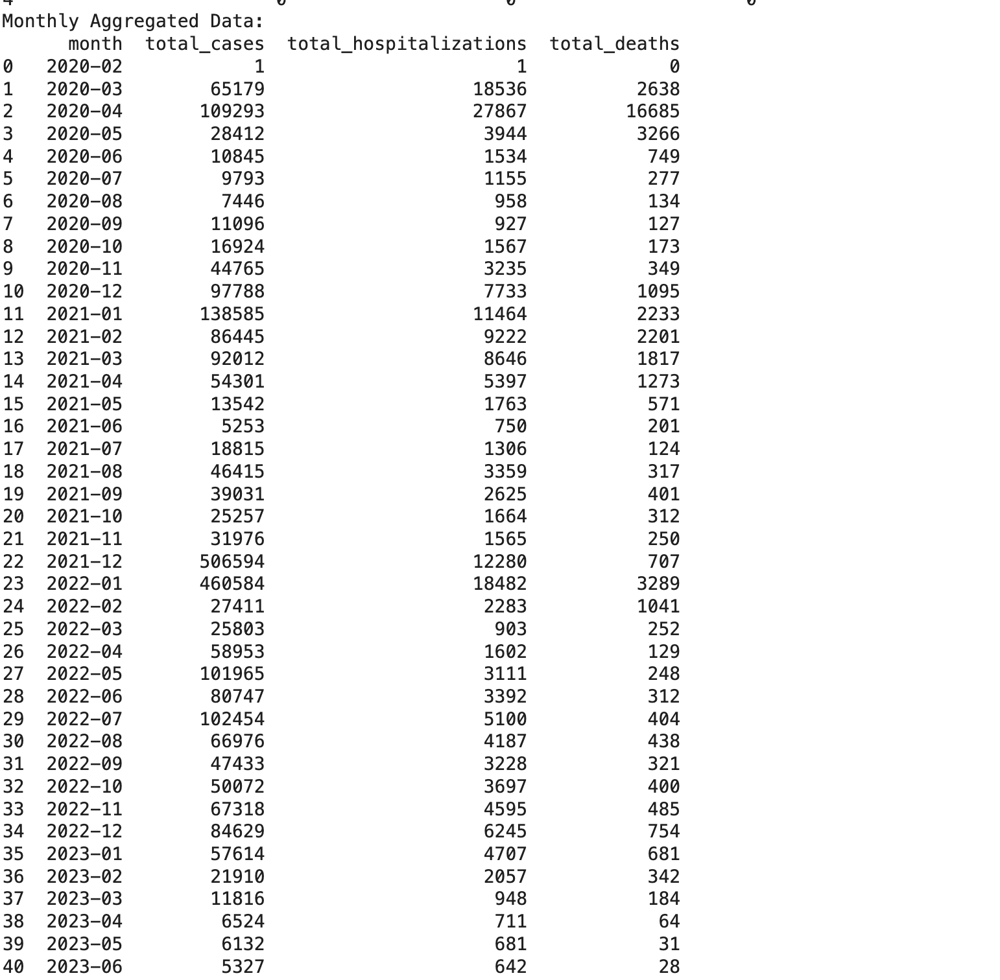 4 0 0 0
Monthly Aggregated Data:
month total_cases total_hospitalizations total_deaths
0 2020-02 1 1 0
1 2020-03 65179 18536 2638
2 2020-04 109293 27867 16685
3 2020-05 28412 3944 3266
4 2020-06 10845 1534 749
5 2020-07 9793 1155 277
6 2020-08 7446 958 134
7 2020-09 11096 927 127
8 2020-10 16924 1567 173
9 2020-11 44765 3235 349
10 2020-12 97788 7733 1095
11 2021-01 138585 11464 2233
12 2021-02 86445 9222 2201
13 2021-03 92012 8646 1817
14 2021-04 54301 5397 1273
15 2021-05 13542 1763 571
16 2021-06 5253 750 201
17 2021-07 18815 1306 124
18 2021-08 46415 3359 317
19 2021-09 39031 2625 401
20 2021-10 25257 1664 312
21 2021-11 31976 1565 250
22 2021-12 506594 12280 707
23 2022-01 460584 18482 3289
24 2022-02 27411 2283 1041
25 2022-03 25803 903 252
26 2022-04 58953 1602 129
27 2022-05 101965 3111 248
28 2022-06 80747 3392 312
29 2022-07 102454 5100 404
30 2022-08 66976 4187 438
31 2022-09 47433 3228 321
32 2022-10 50072 3697 400
33 2022-11 67318 4595 485
34 2022-12 84629 6245 754
35 2023-01 57614 4707 681
36 2023-02 21910 2057 342
37 2023-03 11816 948 184
38 2023-04 6524 711 64
39 2023-05 6132 681 31
40 2023-06 5327 642 28